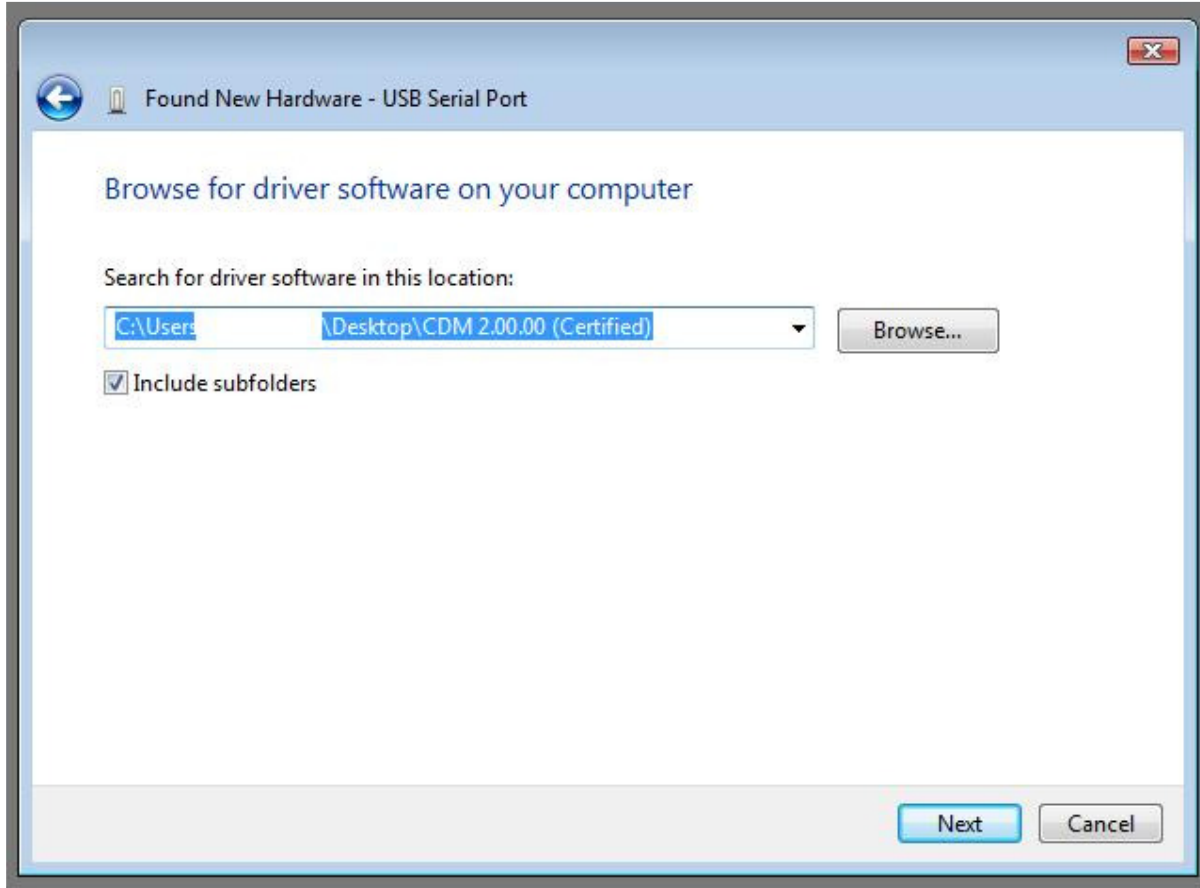 Found New Hardware - USB Serial Port
Browse for driver software on your computer
Search for driver software in this location:
C:\Users \Desktop\CDM 2.00.00 (Certified)
Browse...
Include subfolders
Next
Cancel